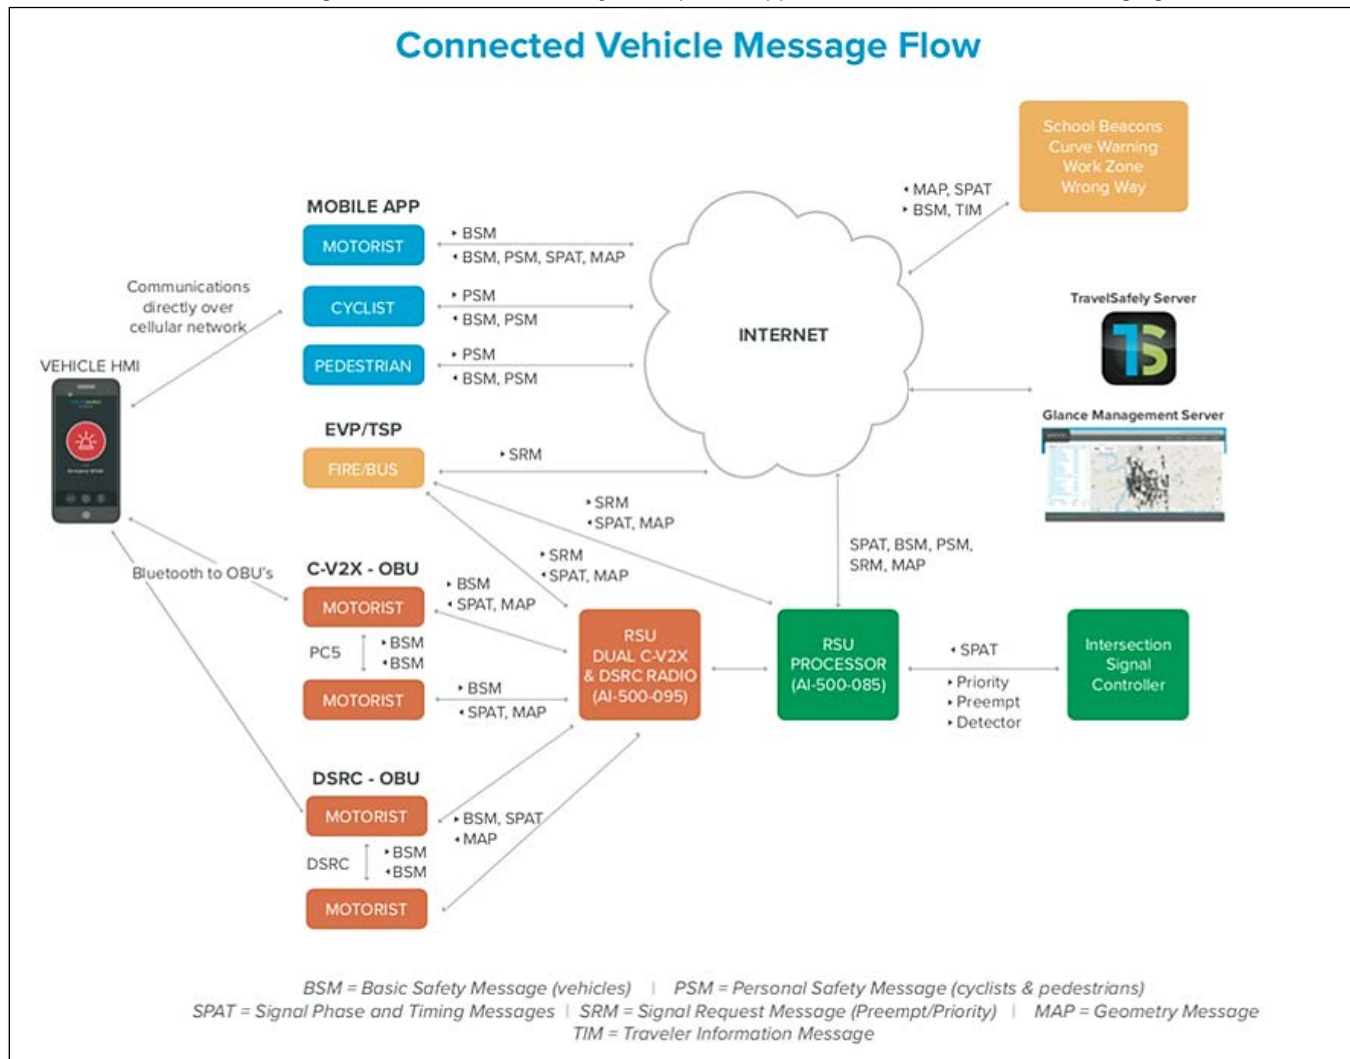 Connected Vehicle Message Flow
School Beacons
Curve Warning
Work Zone
Wrong Way
◂ MAP, SPAT
▸ BSM, TIM
MOBILE APP
MOTORIST
▸ BSM
◂ BSM, PSM, SPAT, MAP
CYCLIST
▸ PSM
◂ BSM, PSM
PEDESTRIAN
▸ PSM
◂ BSM, PSM
Communications
directly over
cellular network
VEHICLE HMI
INTERNET
TravelSafely Server
TS
Glance Management Server
EVP/TSP
FIRE/BUS
▸ SRM
▸ SRM
◂ SPAT, MAP
▸ SRM
◂ SPAT, MAP
SPAT, BSM, PSM,
SRM, MAP
Bluetooth to OBU's
C-V2X - OBU
MOTORIST
▸ BSM
◂ SPAT, MAP
PC5
▸ BSM
◂ BSM
MOTORIST
▸ BSM
◂ SPAT, MAP
RSU
DUAL C-V2X
& DSRC RADIO
(AI-500-095)
RSU
PROCESSOR
(AI-500-085)
◂ SPAT
▸ Priority
▸ Preempt
▸ Detector
Intersection
Signal
Controller
DSRC - OBU
MOTORIST
▸ BSM, SPAT
◂ MAP
DSRC
▸ BSM
◂ BSM
MOTORIST
BSM = Basic Safety Message (vehicles) | PSM = Personal Safety Message (cyclists & pedestrians)
SPAT = Signal Phase and Timing Messages | SRM = Signal Request Message (Preempt/Priority) | MAP = Geometry Message
TIM = Traveler Information Message